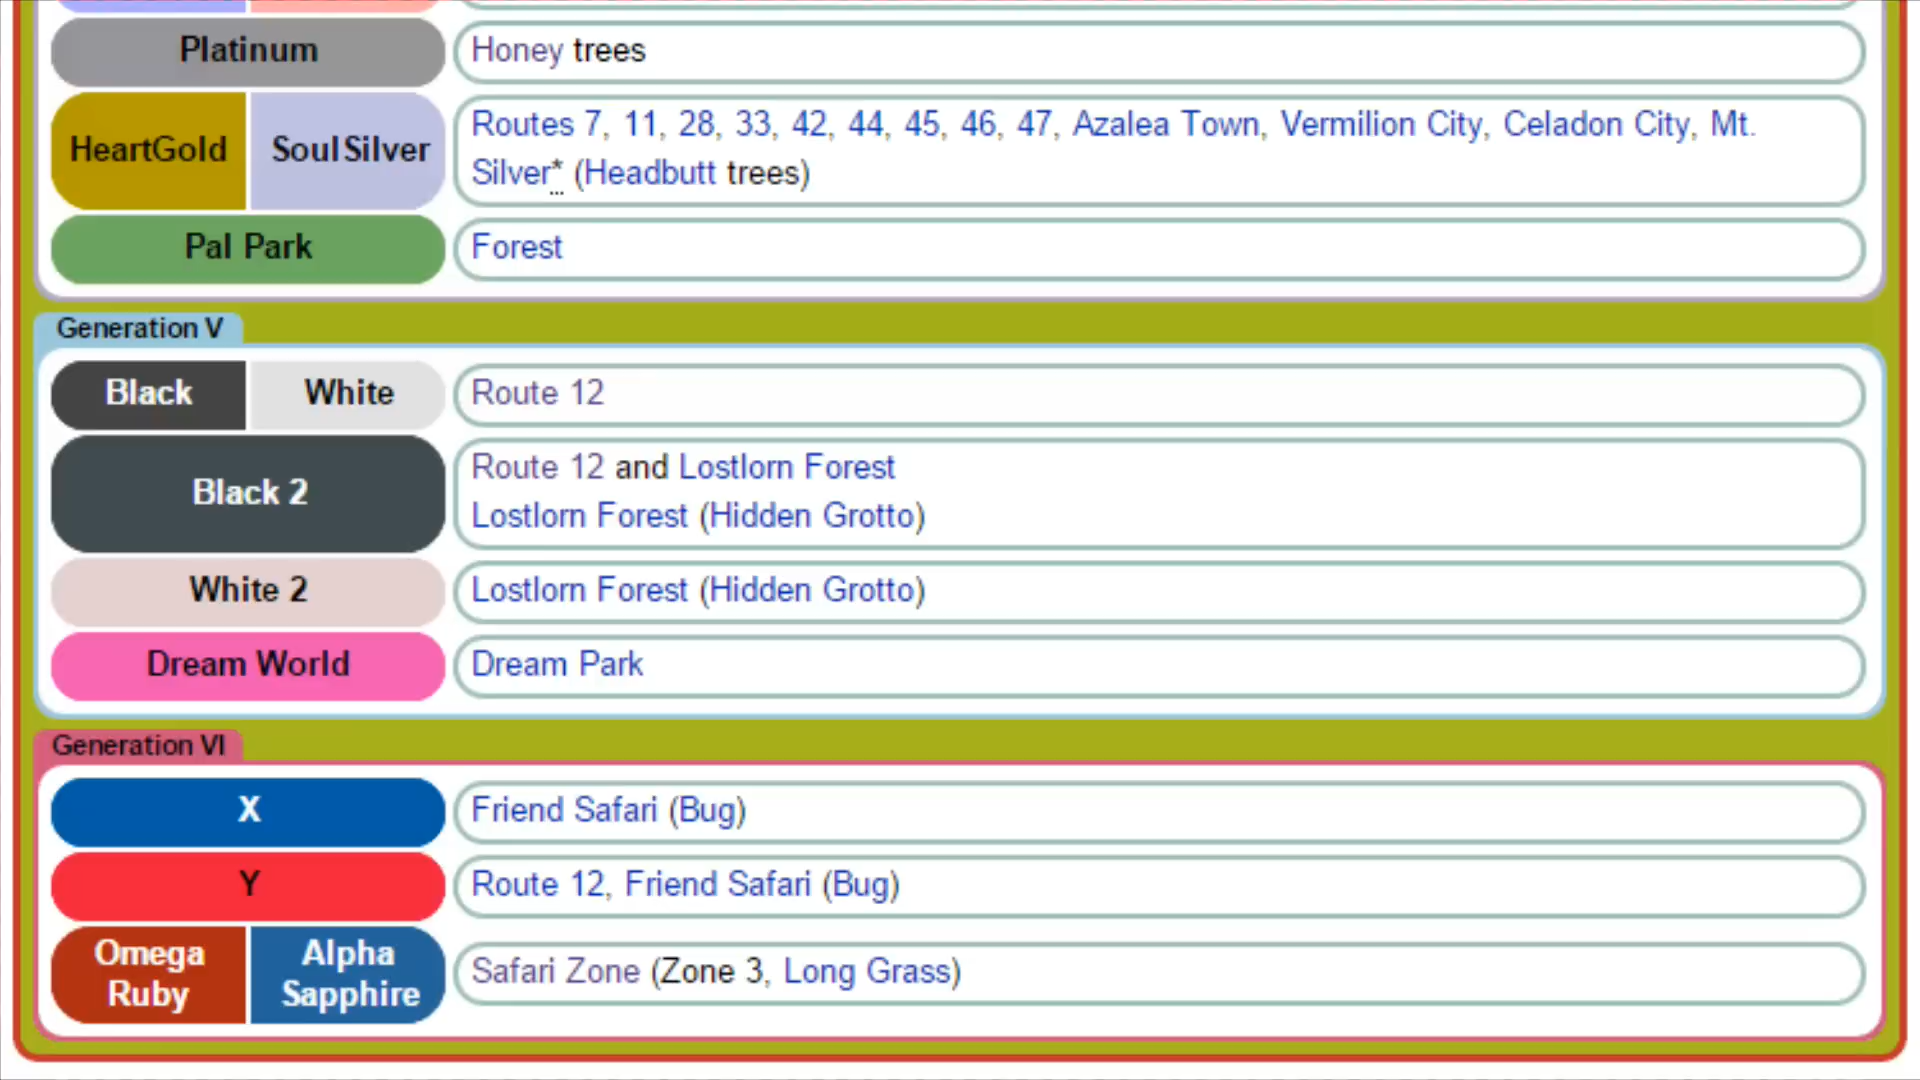 Platinum
Honey trees
HeartGold
SoulSilver
Routes 7, 11, 28, 33, 42, 44, 45, 46, 47, Azalea Town, Vermilion City, Celadon City, Mt.
Silver* (Headbutt trees)
Pal Park
Forest
Generation V
Black
White
Route 12
Black 2
Route 12 and Lostlorn Forest
Lostlorn Forest (Hidden Grotto)
White 2
Lostlorn Forest (Hidden Grotto)
Dream World
Dream Park
Generation VI
X
Friend Safari (Bug)
Y
Route 12, Friend Safari (Bug)
Omega
Ruby
Alpha
Sapphire
Safari Zone (Zone 3, Long Grass)